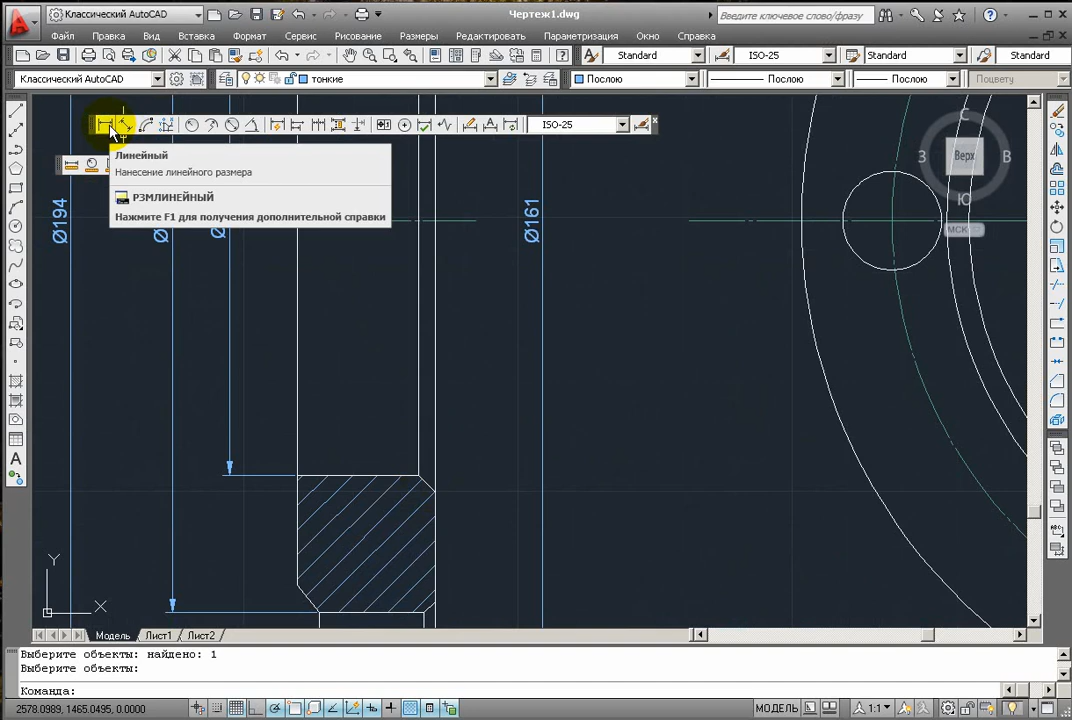 Классический AutoCAD
Чертеж1.dwg
Введите ключевое слово/фразу
Файл
Правка
Вид
Вставка
Формат
Сервис
Рисование
Размеры
Редактировать
Параметризация
Окно
Справка
Standard
ISO-25
Standard
Standard
Классический AutoCAD
тонкие
Послою
Послою
Послою
Поцвету
ISO-25
Линейный
Нанесение линейного размера
РЗМЛИНЕЙНЫЙ
Нажмите F1 для получения дополнительной справки
Ø194
Ø161
С
З
Верх
В
Ю
МСК
Y
X
Модель
Лист1
Лист2
Выберите объекты: найдено: 1
Выберите объекты:
Команда:
2578.0989, 1465.0495, 0.0000
МОДЕЛЬ
1:1